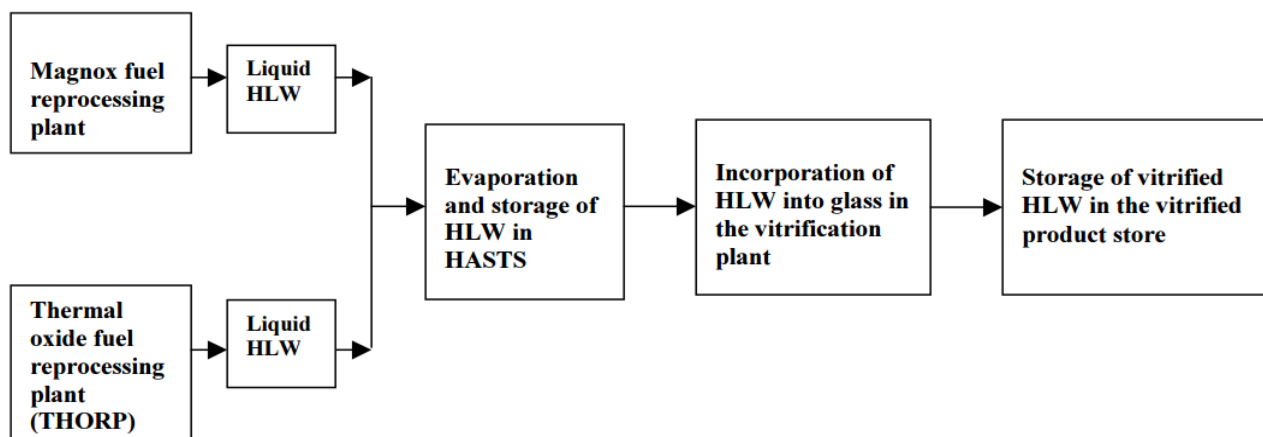 Magnox fuel
reprocessing
plant
Liquid
HLW
Thermal
oxide fuel
reprocessing
plant
(THORP)
Liquid
HLW
Evaporation
and storage of
HLW in
HASTS
Incorporation of
HLW into glass in
the vitrification
plant
Storage of vitrified
HLW in the vitrified
product store